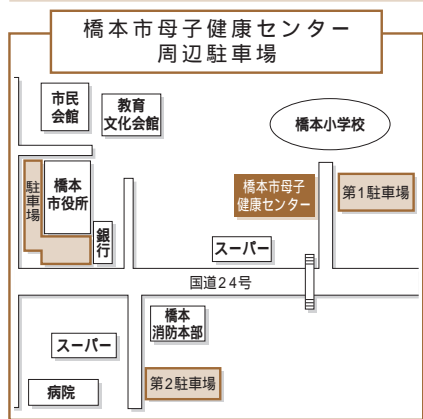 橋本市母子健康センター
周辺駐車場
市民
会館
教育
文化会館
橋本小学校
駐車場
橋本
市役所
銀行
橋本市母子
健康センター
第1駐車場
スーパー
国道24号
橋本
消防本部
スーパー
病院
第2駐車場